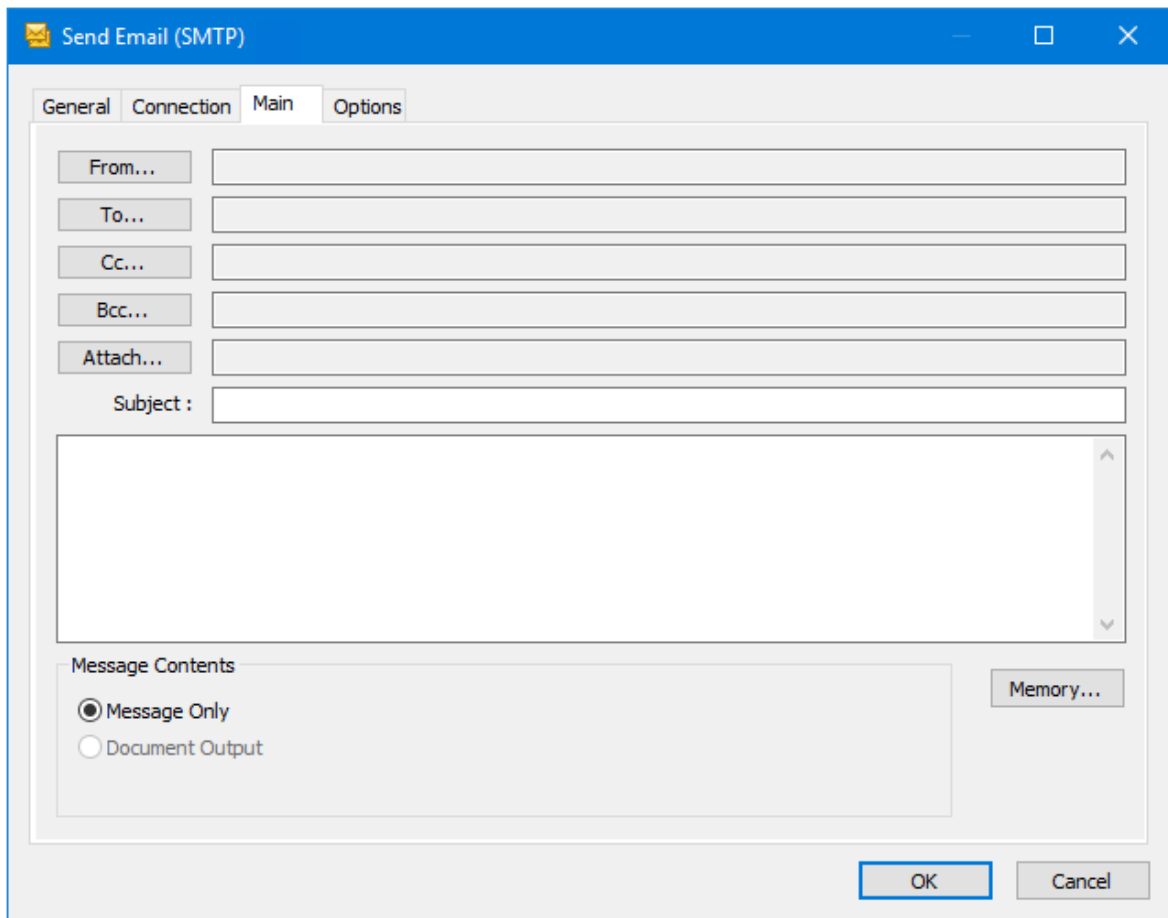 Send Email (SMTP)
General Connection Main Options
From...
To...
Cc...
Bcc...
Attach...
Subject :
Message Contents
Memory...
Message Only
Document Output
OK Cancel